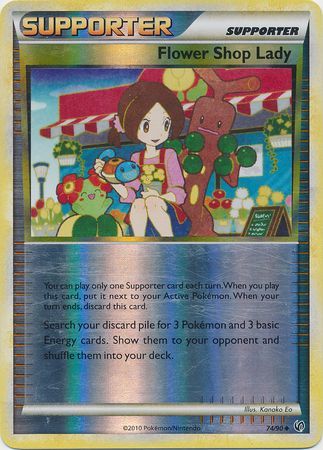 SUPPORTER
SUPPORTER
Flower Shop Lady
You can play only one Supporter card each turn. When you
play this card, put it next to your Active Pokémon. When your
turn ends, discard this card.
Search your discard pile for 3 Pokémon and 3 basic
Energy cards. Show them to your opponent and
shuffle them into your deck.
Illus. Kanako Eo
©2010 Pokémon/Nintendo
74/90